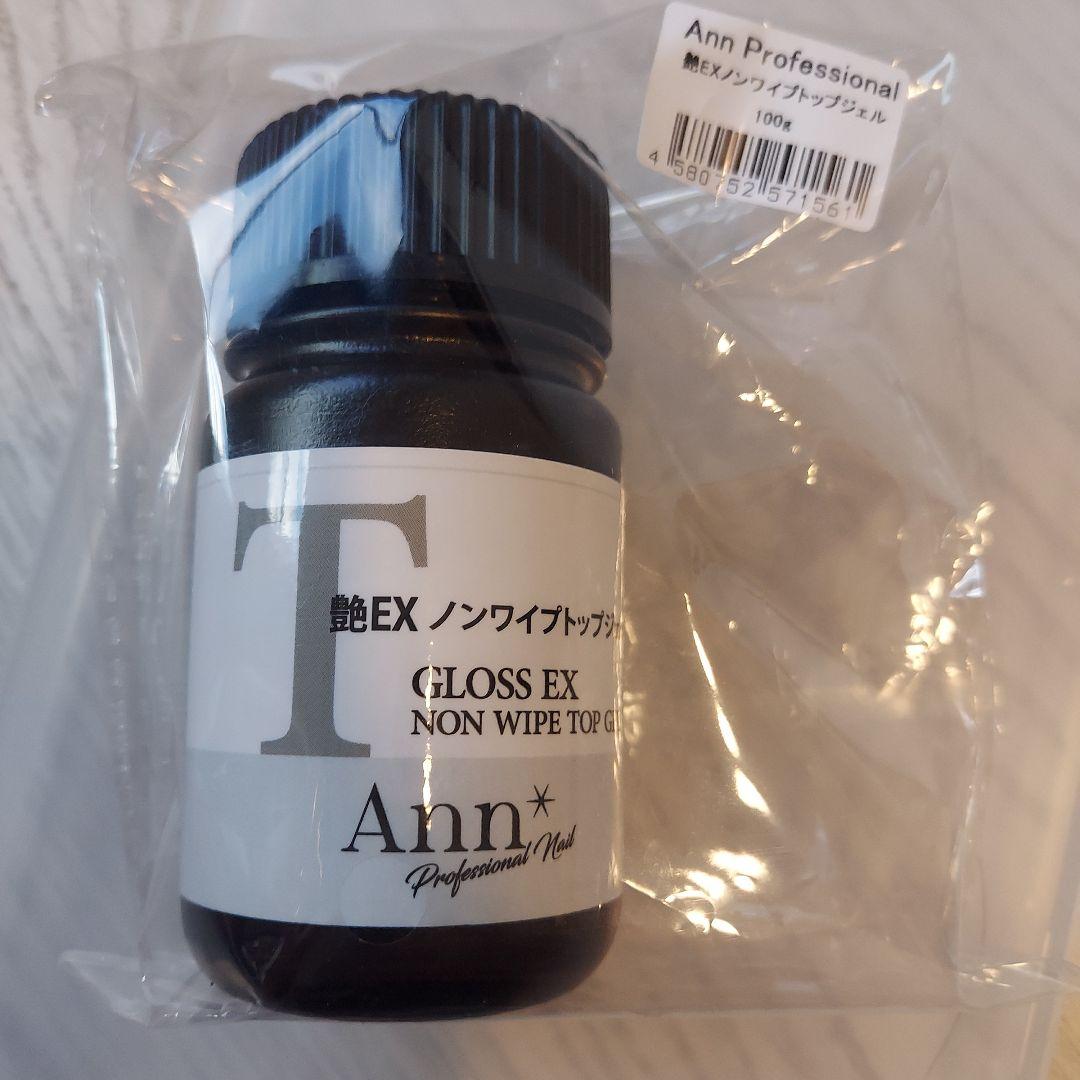 Ann Professional
艶EXノンワイプトップジェル
100g
4 580752 571561
T
艶EX ノンワイプトップジ
GLOSS EX
NON WIPE TOP
Ann*
Professional Nail